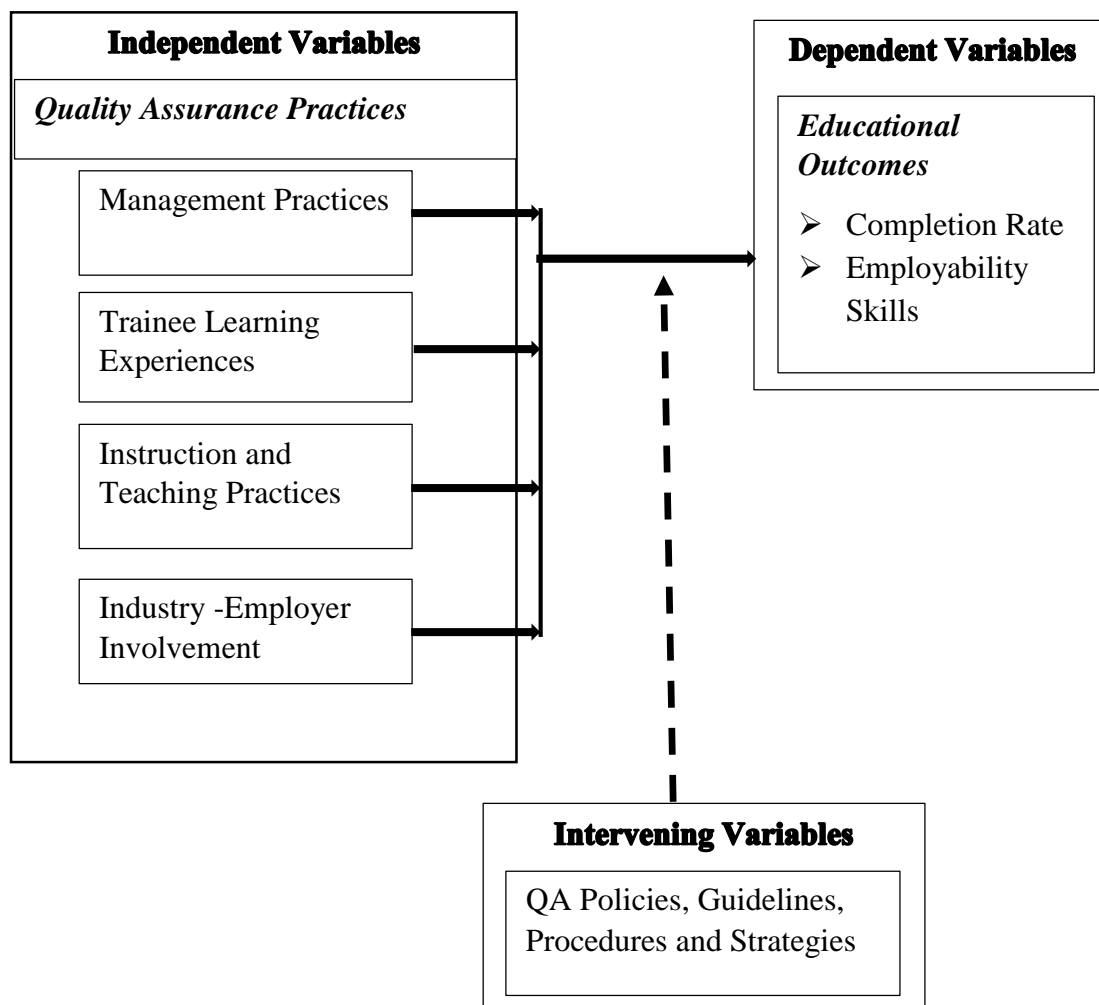 Independent Variables
Quality Assurance Practices
Management Practices
Trainee Learning
Experiences
Instruction and
Teaching Practices
Industry -Employer
Involvement
Dependent Variables
Educational
Outcomes
➢ Completion Rate
➢ Employability
Skills
Intervening Variables
QA Policies, Guidelines,
Procedures and Strategies